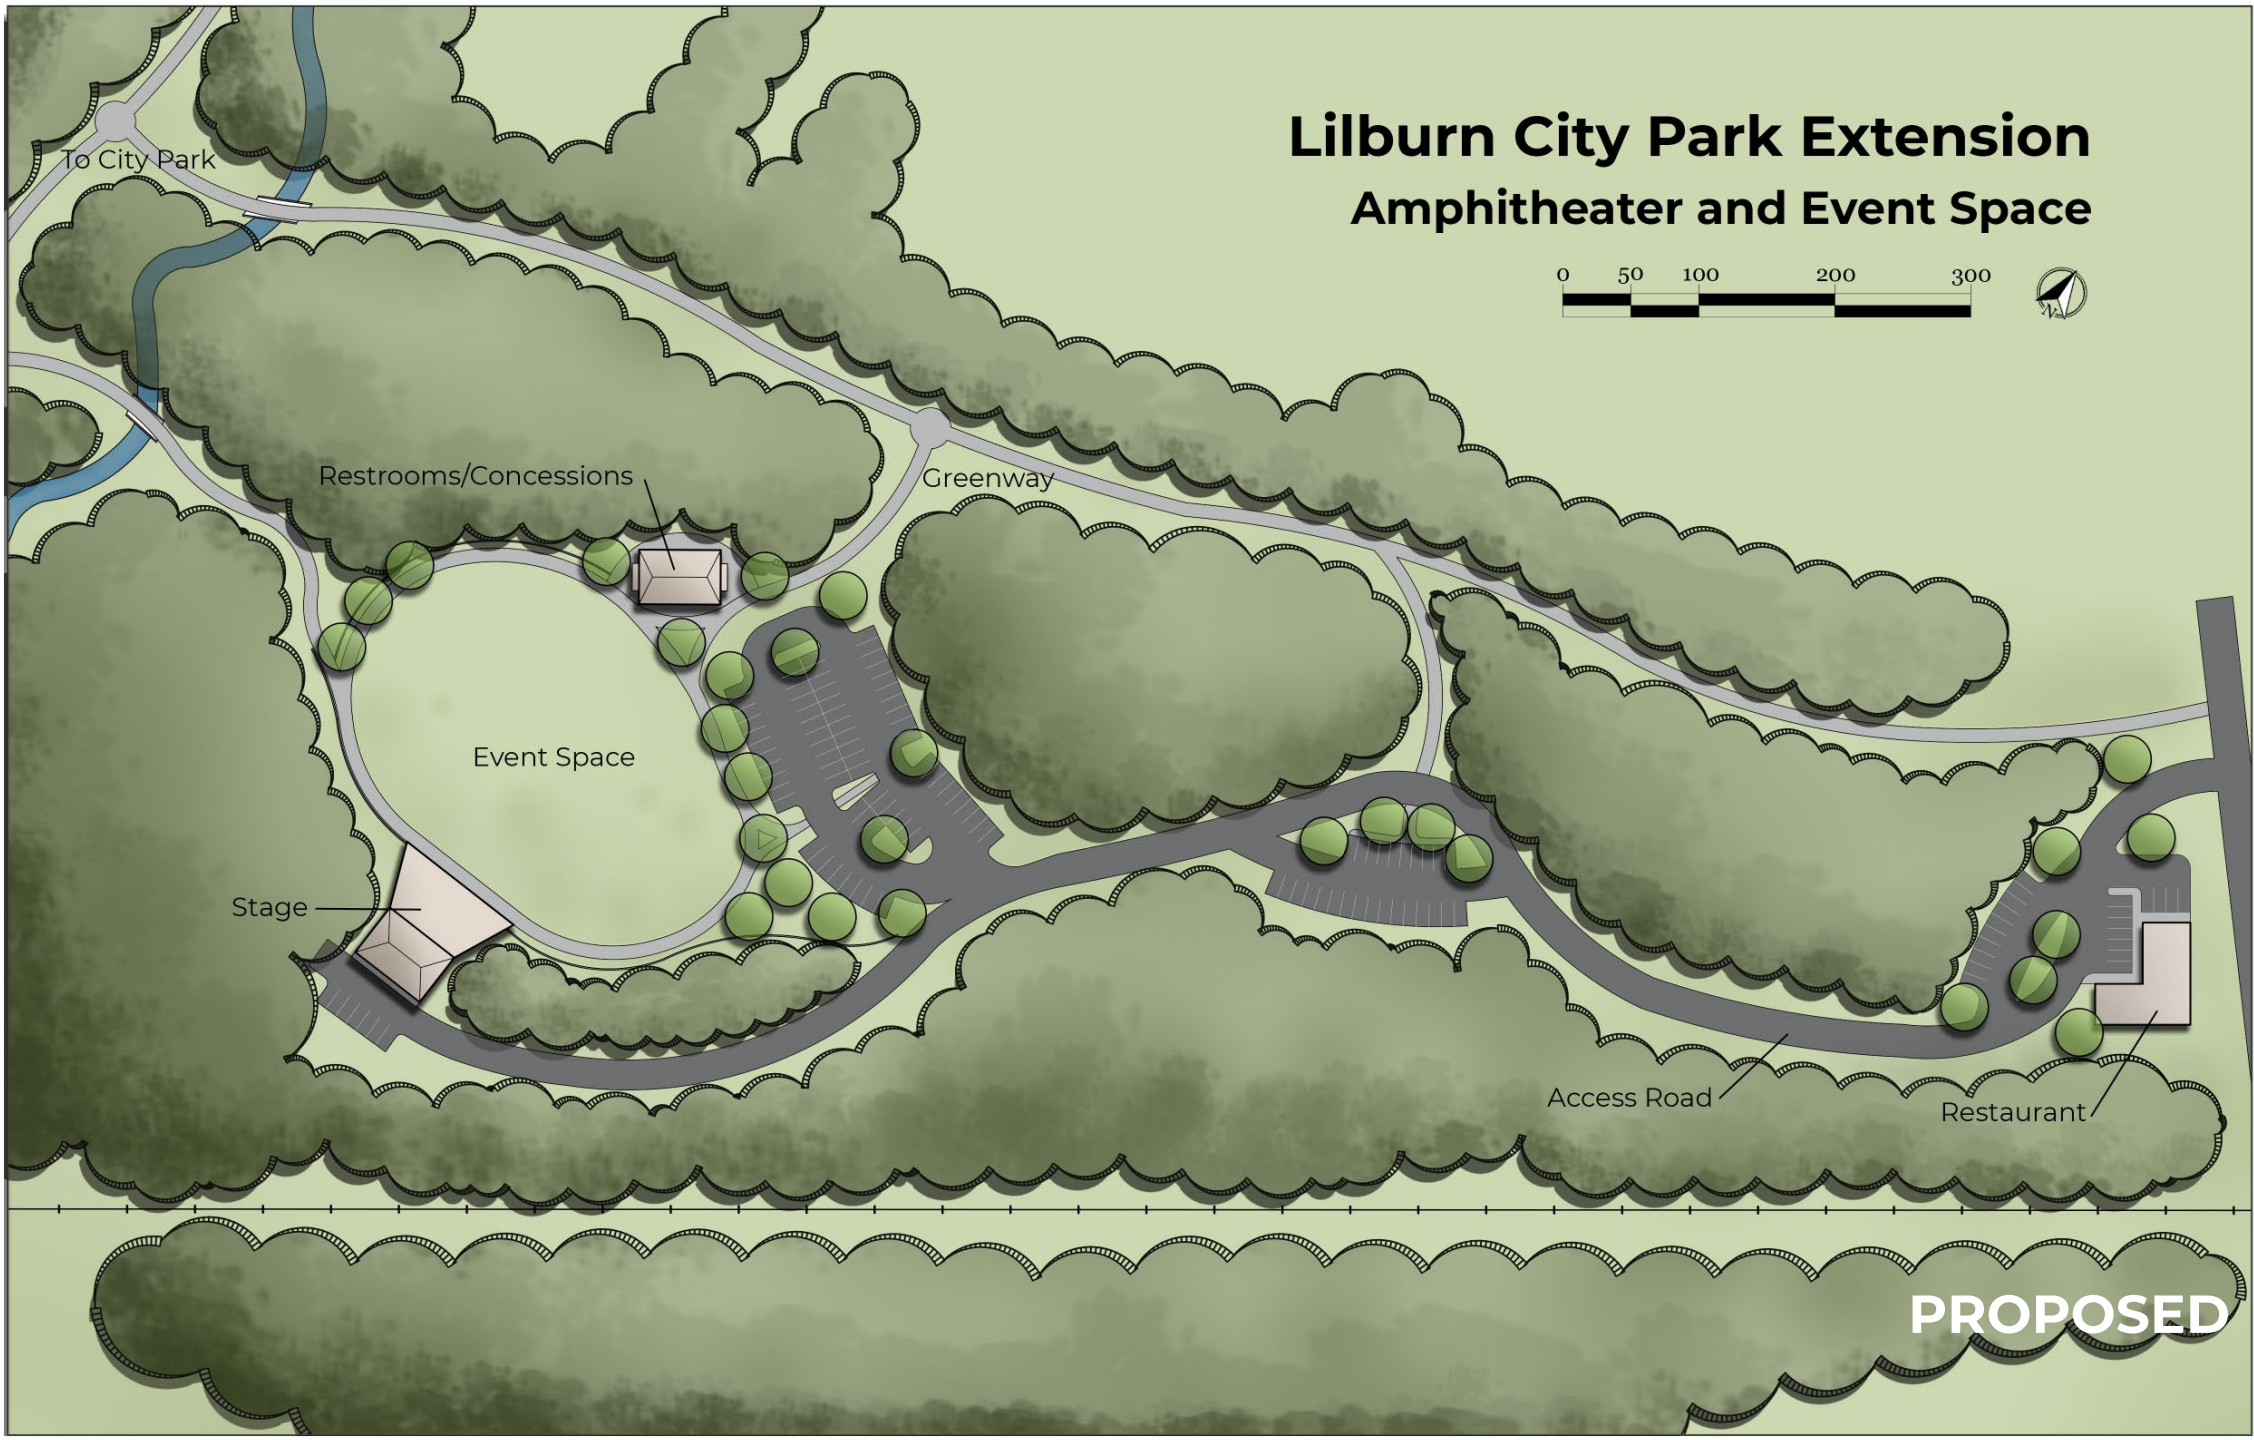 Lilburn City Park Extension
Amphitheater and Event Space
0 50 100 200 300
N
To City Park
Restrooms/Concessions
Greenway
Event Space
Stage
Access Road
Restaurant
PROPOSED